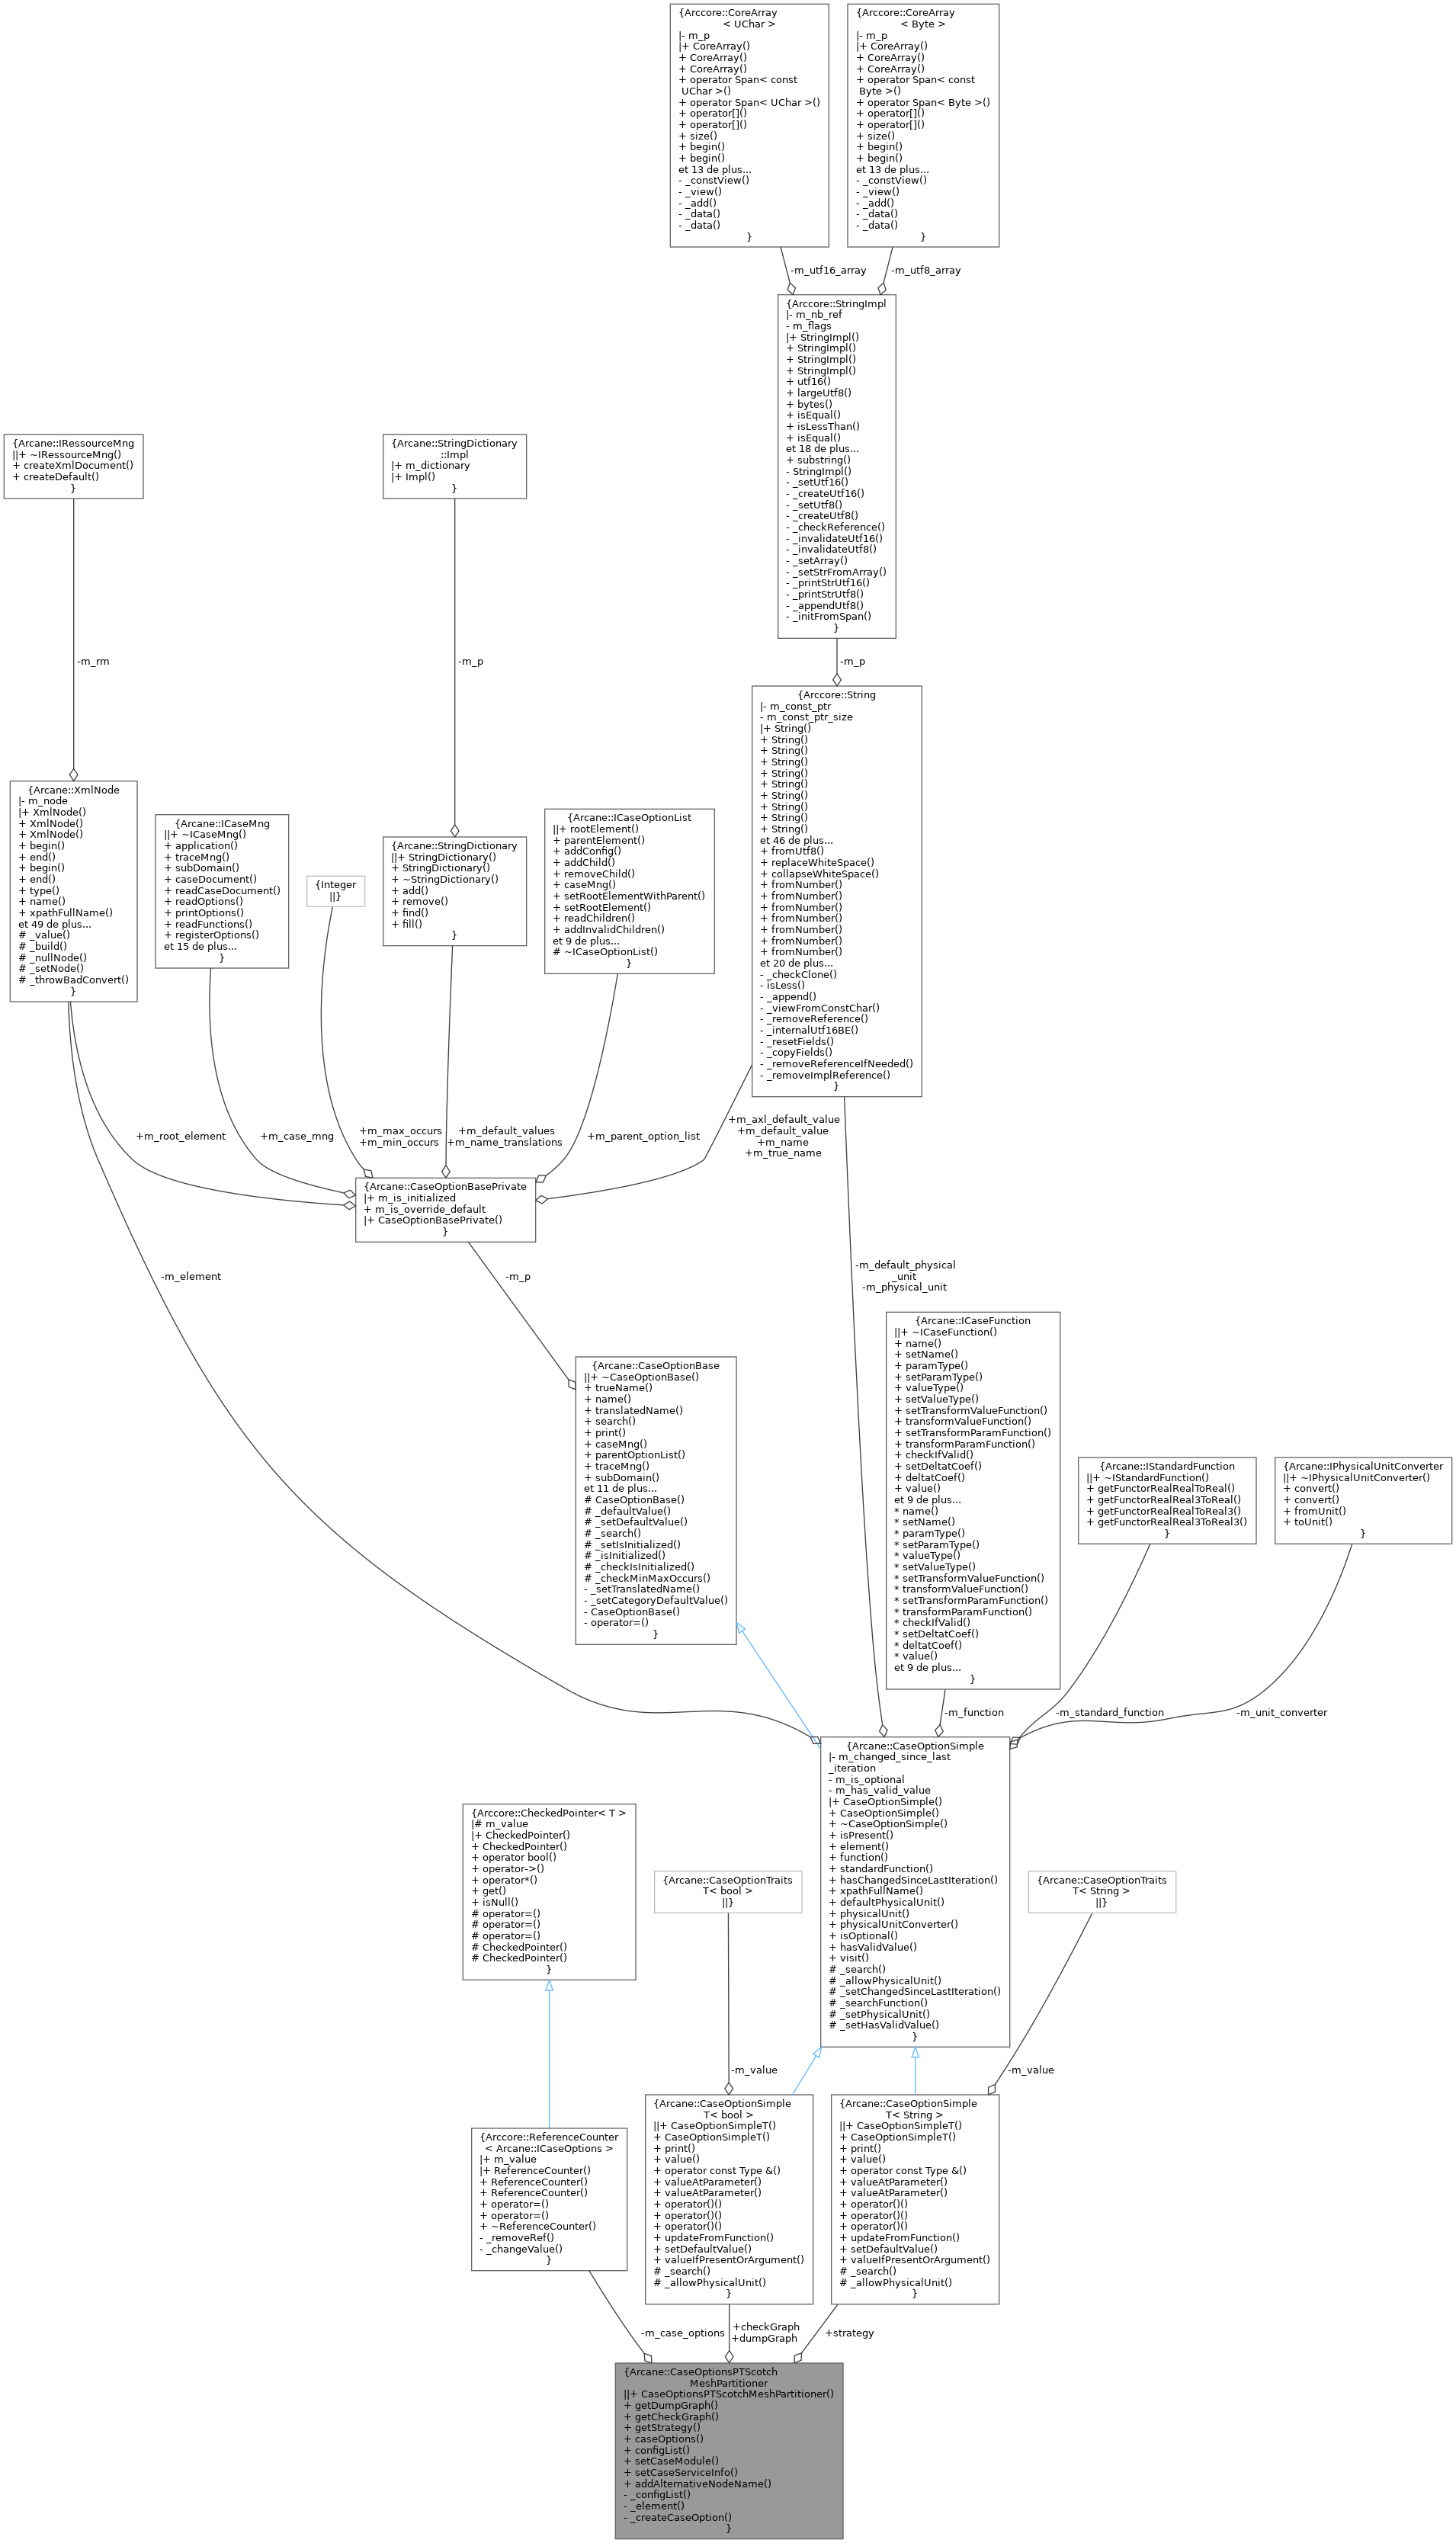 {Arccore::CoreArray
< UChar >
|- m_p
|+ CoreArray()
+ CoreArray()
+ CoreArray()
+ operator Span< const
UChar >()
+ operator Span< UChar >()
+ operator[]()
+ operator[]()
+ size()
+ begin()
+ begin()
et 13 de plus...
- _constView()
- _view()
- _add()
- _data()
- _data()
}
{Arccore::CoreArray
< Byte >
|- m_p
|+ CoreArray()
+ CoreArray()
+ CoreArray()
+ operator Span< const
Byte >()
+ operator Span< Byte >()
+ operator[]()
+ operator[]()
+ size()
+ begin()
+ begin()
et 13 de plus...
- _constView()
- _view()
- _add()
- _data()
- _data()
}
-m_utf16_array
-m_utf8_array
{Arccore::StringImpl
|- m_nb_ref
- m_flags
|+ StringImpl()
+ StringImpl()
+ StringImpl()
+ StringImpl()
+ utf16()
+ largeUtf8()
+ bytes()
+ isEqual()
+ isLessThan()
+ isEqual()
et 18 de plus...
+ substring()
- StringImpl()
- _setUtf16()
- _createUtf16()
- _setUtf8()
- _createUtf8()
- _checkReference()
- _invalidateUtf16()
- _invalidateUtf8()
- _setArray()
- _setStrFromArray()
- _printStrUtf16()
- _printStrUtf8()
- _appendUtf8()
- _initFromSpan()
}
{Arcane::IRessourceMng
||+ ~IRessourceMng()
+ createXmlDocument()
+ createDefault()
}
{Arcane::StringDictionary
::Impl
|+ m_dictionary
|+ Impl()
}
-m_rm
-m_p
-m_p
{Arccore::String
|- m_const_ptr
- m_const_ptr_size
|+ String()
+ String()
+ String()
+ String()
+ String()
+ String()
+ String()
+ String()
+ String()
+ String()
et 46 de plus...
+ fromUtf8()
+ replaceWhiteSpace()
+ collapseWhiteSpace()
+ fromNumber()
+ fromNumber()
+ fromNumber()
+ fromNumber()
+ fromNumber()
+ fromNumber()
+ fromNumber()
et 20 de plus...
- _checkClone()
- isLess()
- _append()
- _viewFromConstChar()
- _removeReference()
- _internalUtf16BE()
- _resetFields()
- _copyFields()
- _removeReferenceIfNeeded()
- _removeImplReference()
}
{Arcane::XmlNode
|- m_node
|+ XmlNode()
+ XmlNode()
+ XmlNode()
+ begin()
+ end()
+ begin()
+ end()
+ type()
+ name()
+ xpathFullName()
et 49 de plus...
# _value()
# _build()
# _nullNode()
# _setNode()
# _throwBadConvert()
}
{Arcane::ICaseMng
||+ ~ICaseMng()
+ application()
+ traceMng()
+ subDomain()
+ caseDocument()
+ readCaseDocument()
+ readOptions()
+ printOptions()
+ readFunctions()
+ registerOptions()
et 15 de plus...
}
{Integer
||}
{Arcane::StringDictionary
||+ StringDictionary()
+ StringDictionary()
+ ~StringDictionary()
+ add()
+ remove()
+ find()
+ fill()
}
{Arcane::ICaseOptionList
||+ rootElement()
+ parentElement()
+ addConfig()
+ addChild()
+ removeChild()
+ caseMng()
+ setRootElementWithParent()
+ setRootElement()
+ readChildren()
+ addInvalidChildren()
et 9 de plus...
# ~ICaseOptionList()
}
+m_root_element
+m_case_mng
+m_max_occurs
+m_min_occurs
+m_default_values
+m_name_translations
+m_parent_option_list
+m_axl_default_value
+m_default_value
+m_name
+m_true_name
{Arcane::CaseOptionBasePrivate
|+ m_is_initialized
+ m_is_override_default
|+ CaseOptionBasePrivate()
}
-m_element
-m_p
-m_default_physical
_unit
-m_physical_unit
{Arcane::CaseOptionBase
||+ ~CaseOptionBase()
+ trueName()
+ name()
+ translatedName()
+ search()
+ print()
+ caseMng()
+ parentOptionList()
+ traceMng()
+ subDomain()
et 11 de plus...
# CaseOptionBase()
# _defaultValue()
# _setDefaultValue()
# _search()
# _setIsInitialized()
# _isInitialized()
# _checkIsInitialized()
# _checkMinMaxOccurs()
- _setTranslatedName()
- _setCategoryDefaultValue()
- CaseOptionBase()
- operator=()
}
{Arcane::ICaseFunction
||+ ~ICaseFunction()
+ name()
+ setName()
+ paramType()
+ setParamType()
+ valueType()
+ setValueType()
+ setTransformValueFunction()
+ transformValueFunction()
+ setTransformParamFunction()
+ transformParamFunction()
+ checkIfValid()
+ setDeltatCoef()
+ deltatCoef()
+ value()
et 9 de plus...
* name()
* setName()
* paramType()
* setParamType()
* valueType()
* setValueType()
* setTransformValueFunction()
* transformValueFunction()
* setTransformParamFunction()
* transformParamFunction()
* checkIfValid()
* setDeltatCoef()
* deltatCoef()
* value()
et 9 de plus...
}
{Arcane::IStandardFunction
||+ ~IStandardFunction()
+ getFunctorRealRealToReal()
+ getFunctorRealReal3ToReal()
+ getFunctorRealRealToReal3()
+ getFunctorRealReal3ToReal3()
}
{Arcane::IPhysicalUnitConverter
||+ ~IPhysicalUnitConverter()
+ convert()
+ convert()
+ fromUnit()
+ toUnit()
}
-m_function
-m_standard_function
-m_unit_converter
{Arcane::CaseOptionSimple
|- m_changed_since_last
_iteration
- m_is_optional
- m_has_valid_value
|+ CaseOptionSimple()
+ CaseOptionSimple()
+ ~CaseOptionSimple()
+ isPresent()
+ element()
+ function()
+ standardFunction()
+ hasChangedSinceLastIteration()
+ xpathFullName()
+ defaultPhysicalUnit()
+ physicalUnit()
+ physicalUnitConverter()
+ isOptional()
+ hasValidValue()
+ visit()
# _search()
# _allowPhysicalUnit()
# _setChangedSinceLastIteration()
# _searchFunction()
# _setPhysicalUnit()
# _setHasValidValue()
}
{Arccore::CheckedPointer< T >
|# m_value
|+ CheckedPointer()
+ CheckedPointer()
+ operator bool()
+ operator->()
+ operator*()
+ get()
+ isNull()
# operator=()
# operator=()
# operator=()
# CheckedPointer()
# CheckedPointer()
}
{Arcane::CaseOptionTraits
T< bool >
||}
{Arcane::CaseOptionTraits
T< String >
||}
-m_value
-m_value
{Arccore::ReferenceCounter
< Arcane::ICaseOptions >
|+ m_value
|+ ReferenceCounter()
+ ReferenceCounter()
+ ReferenceCounter()
+ operator=()
+ operator=()
+ ~ReferenceCounter()
- _removeRef()
- _changeValue()
}
{Arcane::CaseOptionSimple
T< bool >
||+ CaseOptionSimpleT()
+ CaseOptionSimpleT()
+ print()
+ value()
+ operator const Type &()
+ valueAtParameter()
+ valueAtParameter()
+ operator()()
+ operator()()
+ operator()()
+ updateFromFunction()
+ setDefaultValue()
+ valueIfPresentOrArgument()
# _search()
# _allowPhysicalUnit()
}
{Arcane::CaseOptionSimple
T< String >
||+ CaseOptionSimpleT()
+ CaseOptionSimpleT()
+ print()
+ value()
+ operator const Type &()
+ valueAtParameter()
+ valueAtParameter()
+ operator()()
+ operator()()
+ operator()()
+ updateFromFunction()
+ setDefaultValue()
+ valueIfPresentOrArgument()
# _search()
# _allowPhysicalUnit()
}
-m_case_options
+checkGraph
+dumpGraph
+strategy
{Arcane::CaseOptionsPTScotch
MeshPartitioner
||+ CaseOptionsPTScotchMeshPartitioner()
+ getDumpGraph()
+ getCheckGraph()
+ getStrategy()
+ caseOptions()
+ configList()
+ setCaseModule()
+ setCaseServiceInfo()
+ addAlternativeNodeName()
- _configList()
- _element()
- _createCaseOption()
}